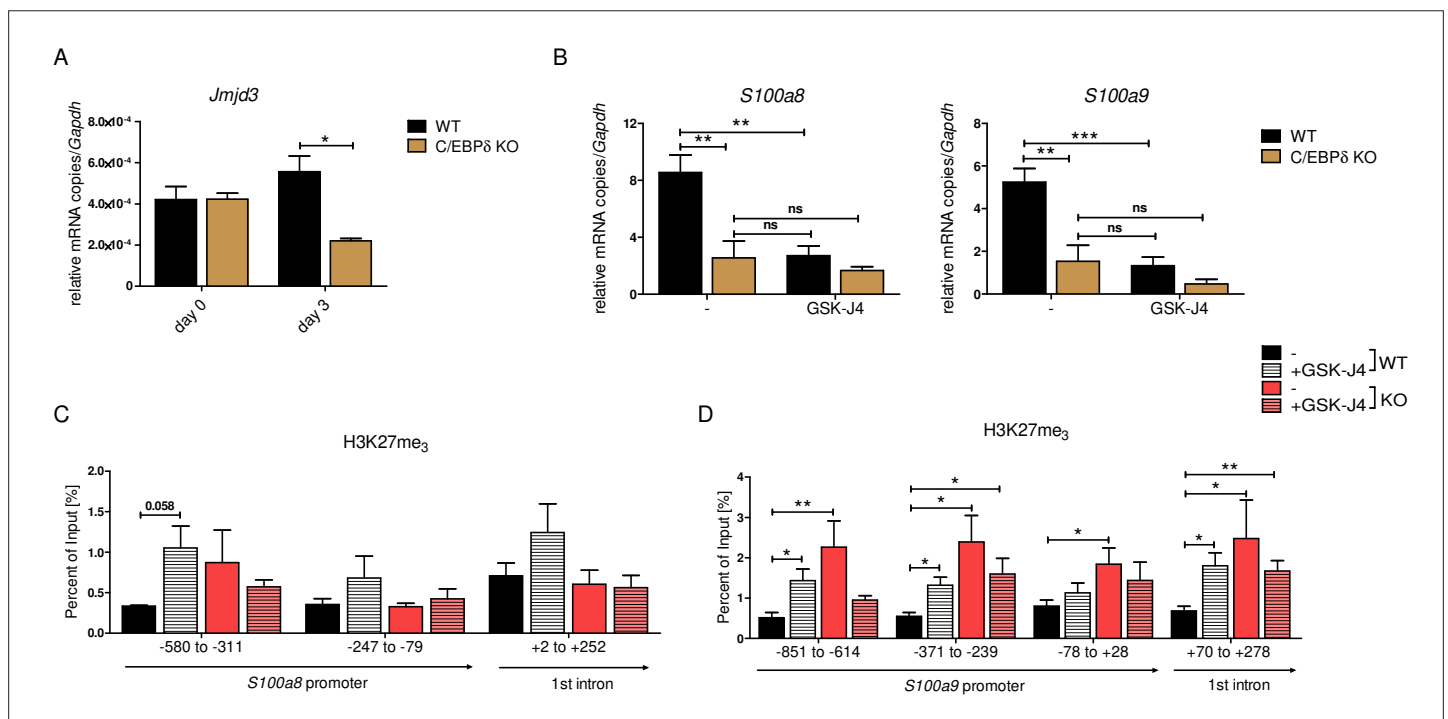 A
Jmjd3
relative mRNA copies/Gapdh
8.0×10-4
6.0×10-4
4.0×10-4
2.0×10-4
0
*
day 0
day 3
WT
C/EBPδ KO
B
S100a8
relative mRNA copies/Gapdh
12
9
6
3
0
**
**
ns
ns
-
GSK-J4
S100a9
relative mRNA copies/Gapdh
8
6
4
2
0
***
**
ns
ns
-
GSK-J4
WT
C/EBPδ KO
-
+GSK-J4
WT
-
+GSK-J4
KO
C
H3K27me3
Percent of Input [%]
2.0
1.5
1.0
0.5
0.0
0.058
-580 to -311
-247 to -79
+2 to +252
S100a8 promoter
1st intron
D
H3K27me3
Percent of Input [%]
4
3
2
1
0
**
*
*
*
*
*
**
*
*
-851 to -614
-371 to -239
-78 to +28
+70 to +278
S100a9 promoter
1st intron